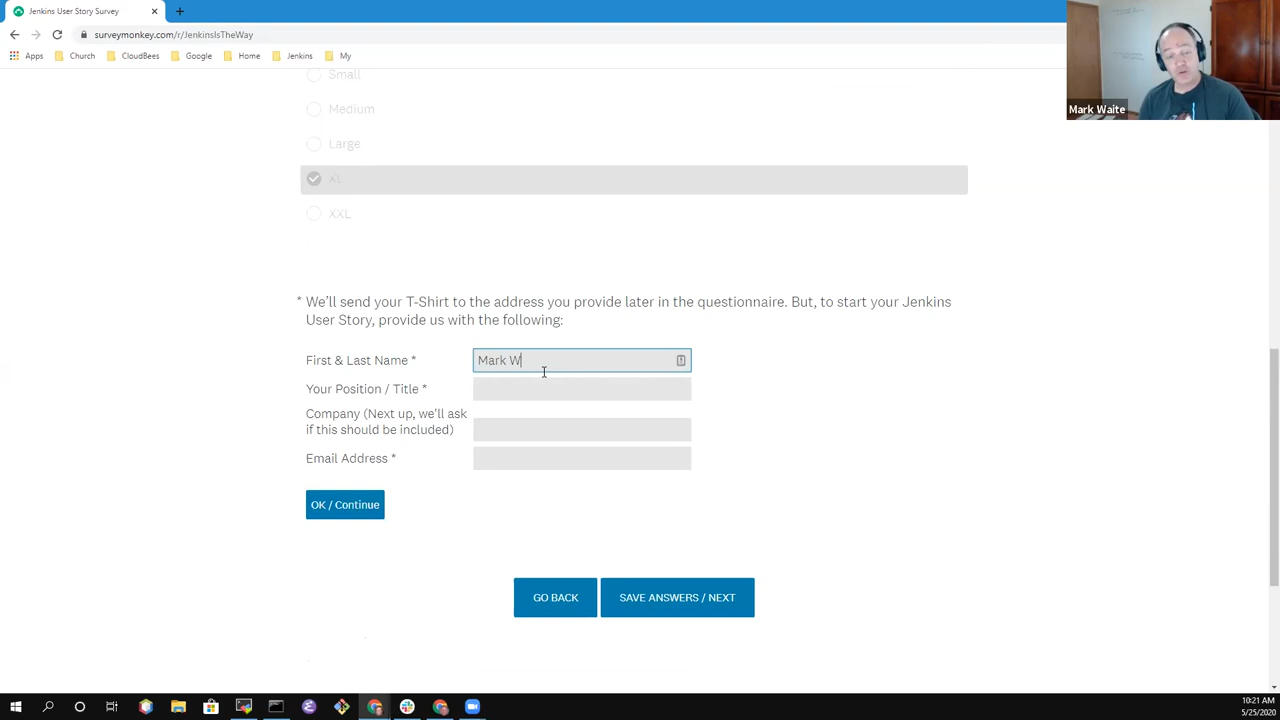 Jenkins User Story Survey
surveymonkey.com/r/JenkinsIsTheWay
Apps Church CloudBees Google Home Jenkins My
Mark Waite
Small
Medium
Large
XL
XXL
* We'll send your T-Shirt to the address you provide later in the questionnaire. But, to start your Jenkins
User Story, provide us with the following:
First & Last Name * Mark W
Your Position / Title *
Company (Next up, we'll ask
if this should be included)
Email Address *
OK / Continue
GO BACK SAVE ANSWERS / NEXT
10:21 AM
5/25/2020